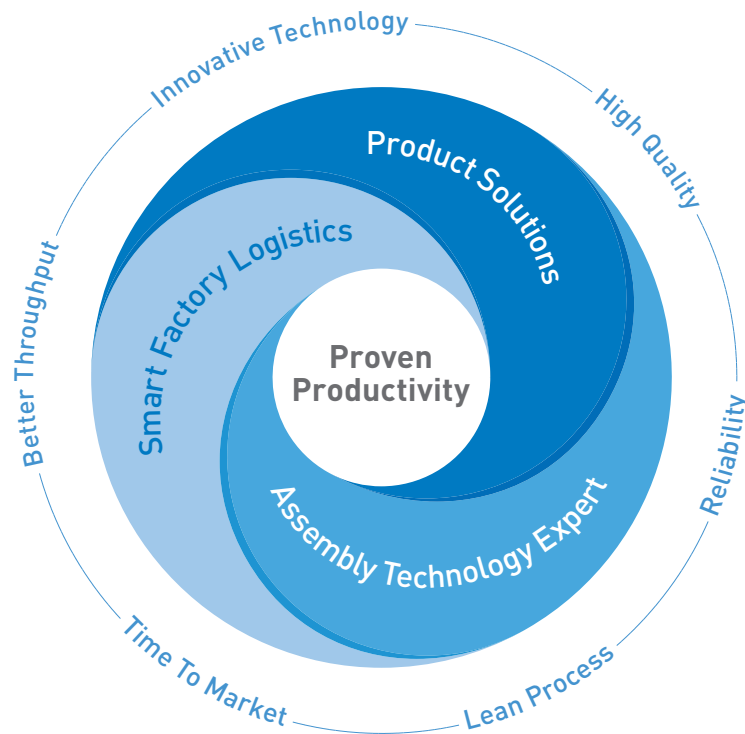 Innovative Technology
High Quality
Reliability
Lean Process
Time To Market
Better Throughput
Product Solutions
Assembly Technology Expert
Smart Factory Logistics
Proven
Productivity